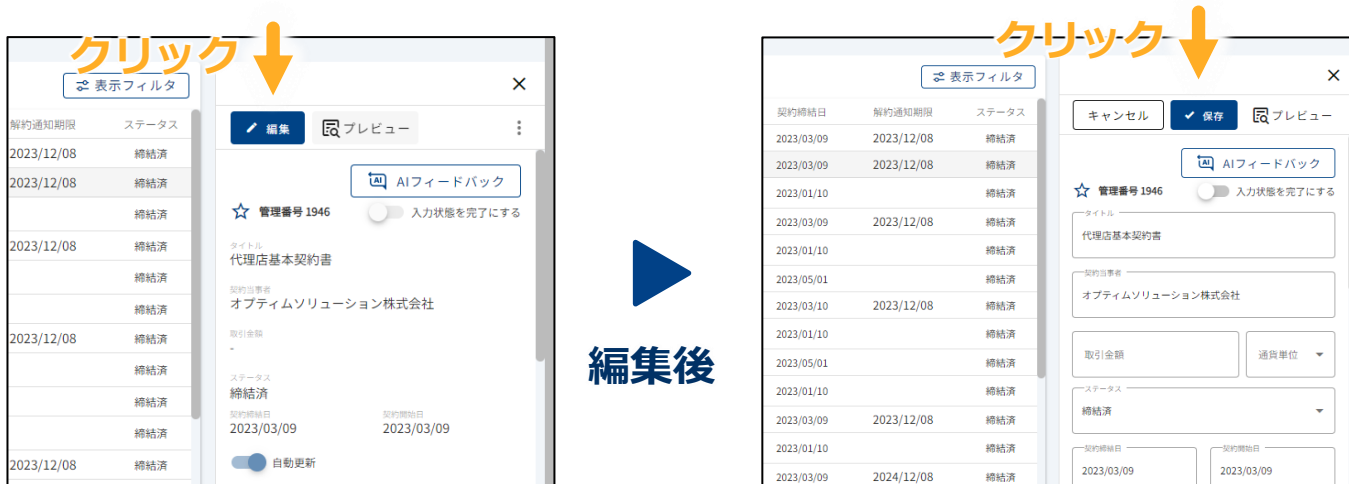 クリック
表示フィルタ
解約通知期限 ステータス
2023/12/08 締結済
2023/12/08 締結済
締結済
2023/12/08 締結済
締結済
締結済
2023/12/08 締結済
締結済
締結済
締結済
2023/12/08 締結済
編集 プレビュー
AI AIフィードバック
管理番号 1946 入力状態を完了にする
タイトル
代理店基本契約書
契約当事者
オプティムソリューション株式会社
取引金額
-
ステータス
締結済
契約締結日 契約開始日
2023/03/09 2023/03/09
自動更新
編集後
クリック
表示フィルタ
契約締結日 解約通知期限 ステータス
2023/03/09 2023/12/08 締結済
2023/03/09 2023/12/08 締結済
2023/01/10 締結済
2023/03/09 2023/12/08 締結済
2023/01/10 締結済
2023/05/01 締結済
2023/03/10 2023/12/08 締結済
2023/01/10 締結済
2023/05/01 締結済
2023/01/10 締結済
2023/03/09 2023/12/08 締結済
2023/01/10 締結済
2023/03/09 2024/12/08 締結済
キャンセル 保存 プレビュー
AI AIフィードバック
管理番号 1946 入力状態を完了にする
タイトル
代理店基本契約書
契約当事者
オプティムソリューション株式会社
取引金額 通貨単位
ステータス
締結済
契約締結日 契約開始日
2023/03/09 2023/03/09